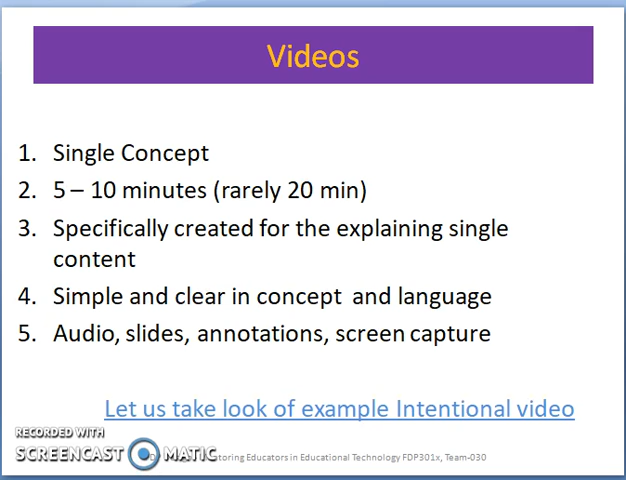 Videos
1. Single Concept
2. 5 – 10 minutes (rarely 20 min)
3. Specifically created for the explaining single
content
4. Simple and clear in concept and language
5. Audio, slides, annotations, screen capture
Let us take look of example Intentional video
RECORDED WITH
SCREENCAST MATIC
Educators in Educational Technology FDP301x, Team-030